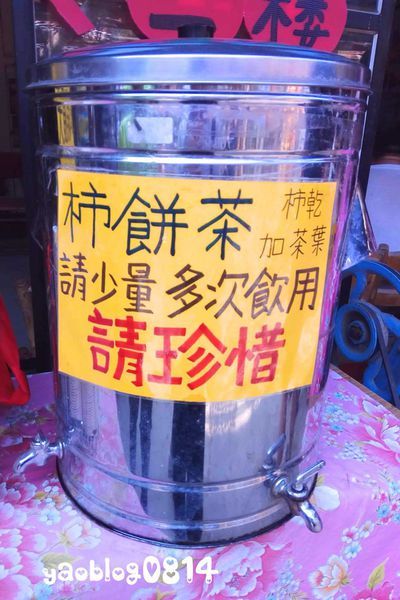 樓
柿餅茶 柿乾
加茶葉
請少量多次飲用
請珍惜
yaoblog0814